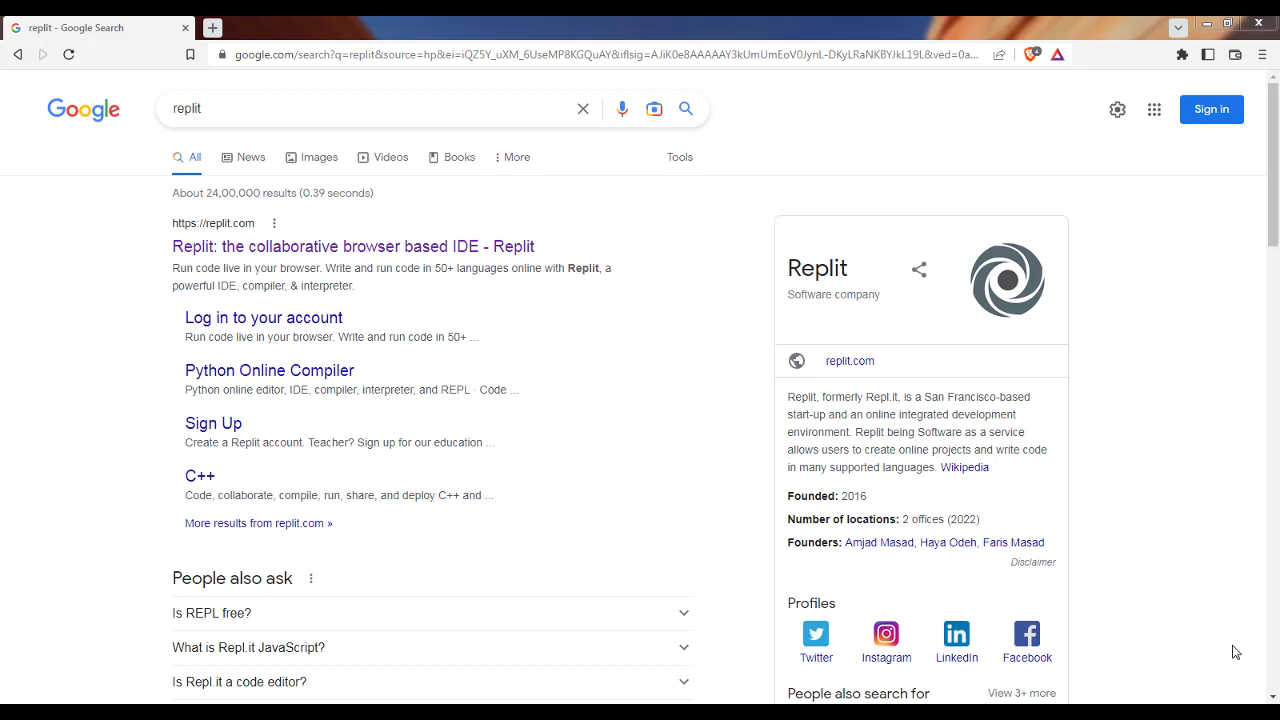 replit - Google Search
google.com/search?q=replit&source=hp&ei=iQZ5Y_uXM_6UseMP8KGQuAY&iflsig=AJiK0e8AAAAAY3kUmUmEoV0JynL-DKyLRaNKBYJkL19L&ved=0a...
4
Google
replit
Sign in
All
News
Images
Videos
Books
More
Tools
About 24,00,000 results (0.39 seconds)
https://replit.com
Replit: the collaborative browser based IDE - Replit
Run code live in your browser. Write and run code in 50+ languages online with Replit, a
powerful IDE, compiler, & interpreter.
Log in to your account
Run code live in your browser. Write and run code in 50+ ...
Python Online Compiler
Python online editor, IDE, compiler, interpreter, and REPL · Code ...
Sign Up
Create a Replit account. Teacher? Sign up for our education ...
C++
Code, collaborate, compile, run, share, and deploy C++ and ...
More results from replit.com »
People also ask
Is REPL free?
What is Repl.it JavaScript?
Is Repl.it a code editor?
Replit
Software company
replit.com
Replit, formerly Repl.it, is a San Francisco-based
start-up and an online integrated development
environment. Replit being Software as a service
allows users to create online projects and write code
in many supported languages. Wikipedia
Founded: 2016
Number of locations: 2 offices (2022)
Founders: Amjad Masad, Haya Odeh, Faris Masad
Disclaimer
Profiles
Twitter
Instagram
LinkedIn
Facebook
People also search for
View 3+ more